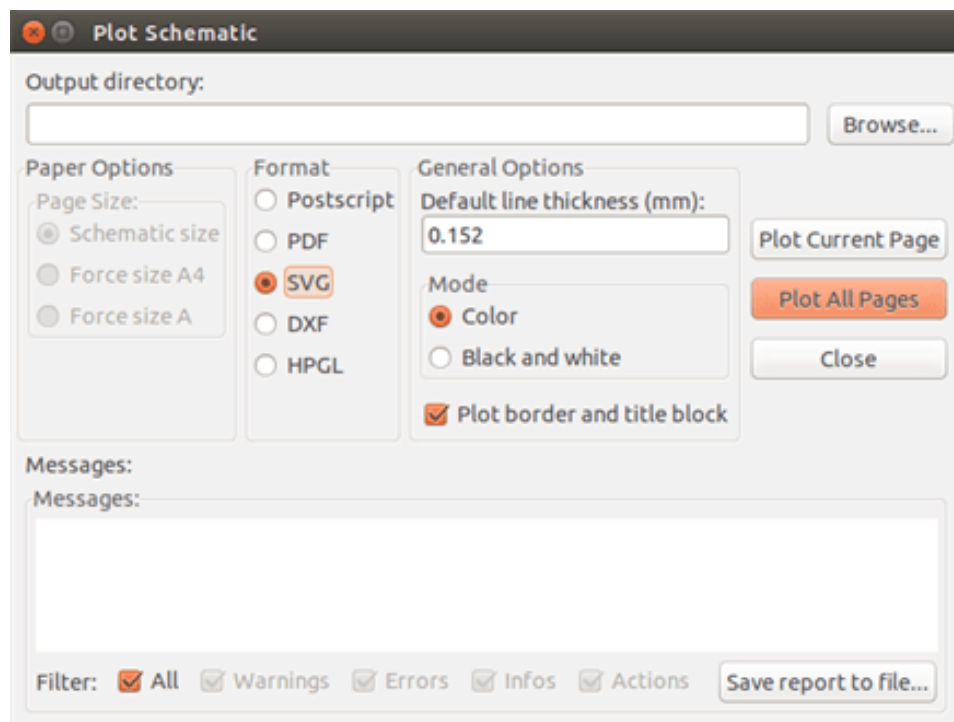 Plot Schematic
Output directory:
Browse...
Paper Options
Page Size:
Schematic size
Force size A4
Force size A
Format
Postscript
PDF
SVG
DXF
HPGL
General Options
Default line thickness (mm):
0.152
Mode
Color
Black and white
Plot border and title block
Plot Current Page
Plot All Pages
Close
Messages:
Messages:
Filter: All Warnings Errors Infos Actions Save report to file...